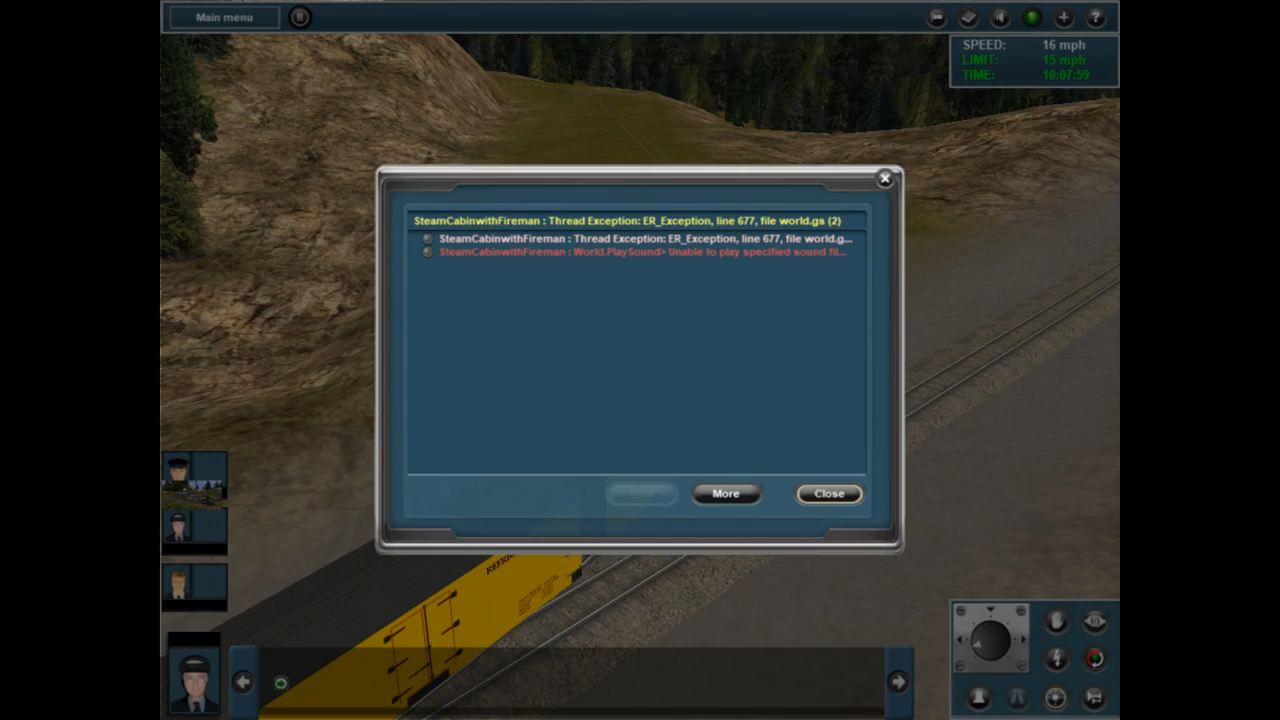 Main menu
SPEED: 16 mph
LIMIT: 15 mph
TIME: 10:07:59
SteamCabinwithFireman : Thread Exception: ER_Exception, line 677, file world.gs (2)
SteamCabinwithFireman : Thread Exception: ER_Exception, line 677, file world.g...
SteamCabinwithFireman : World.PlaySound> Unable to play specified sound fil...
More
Close